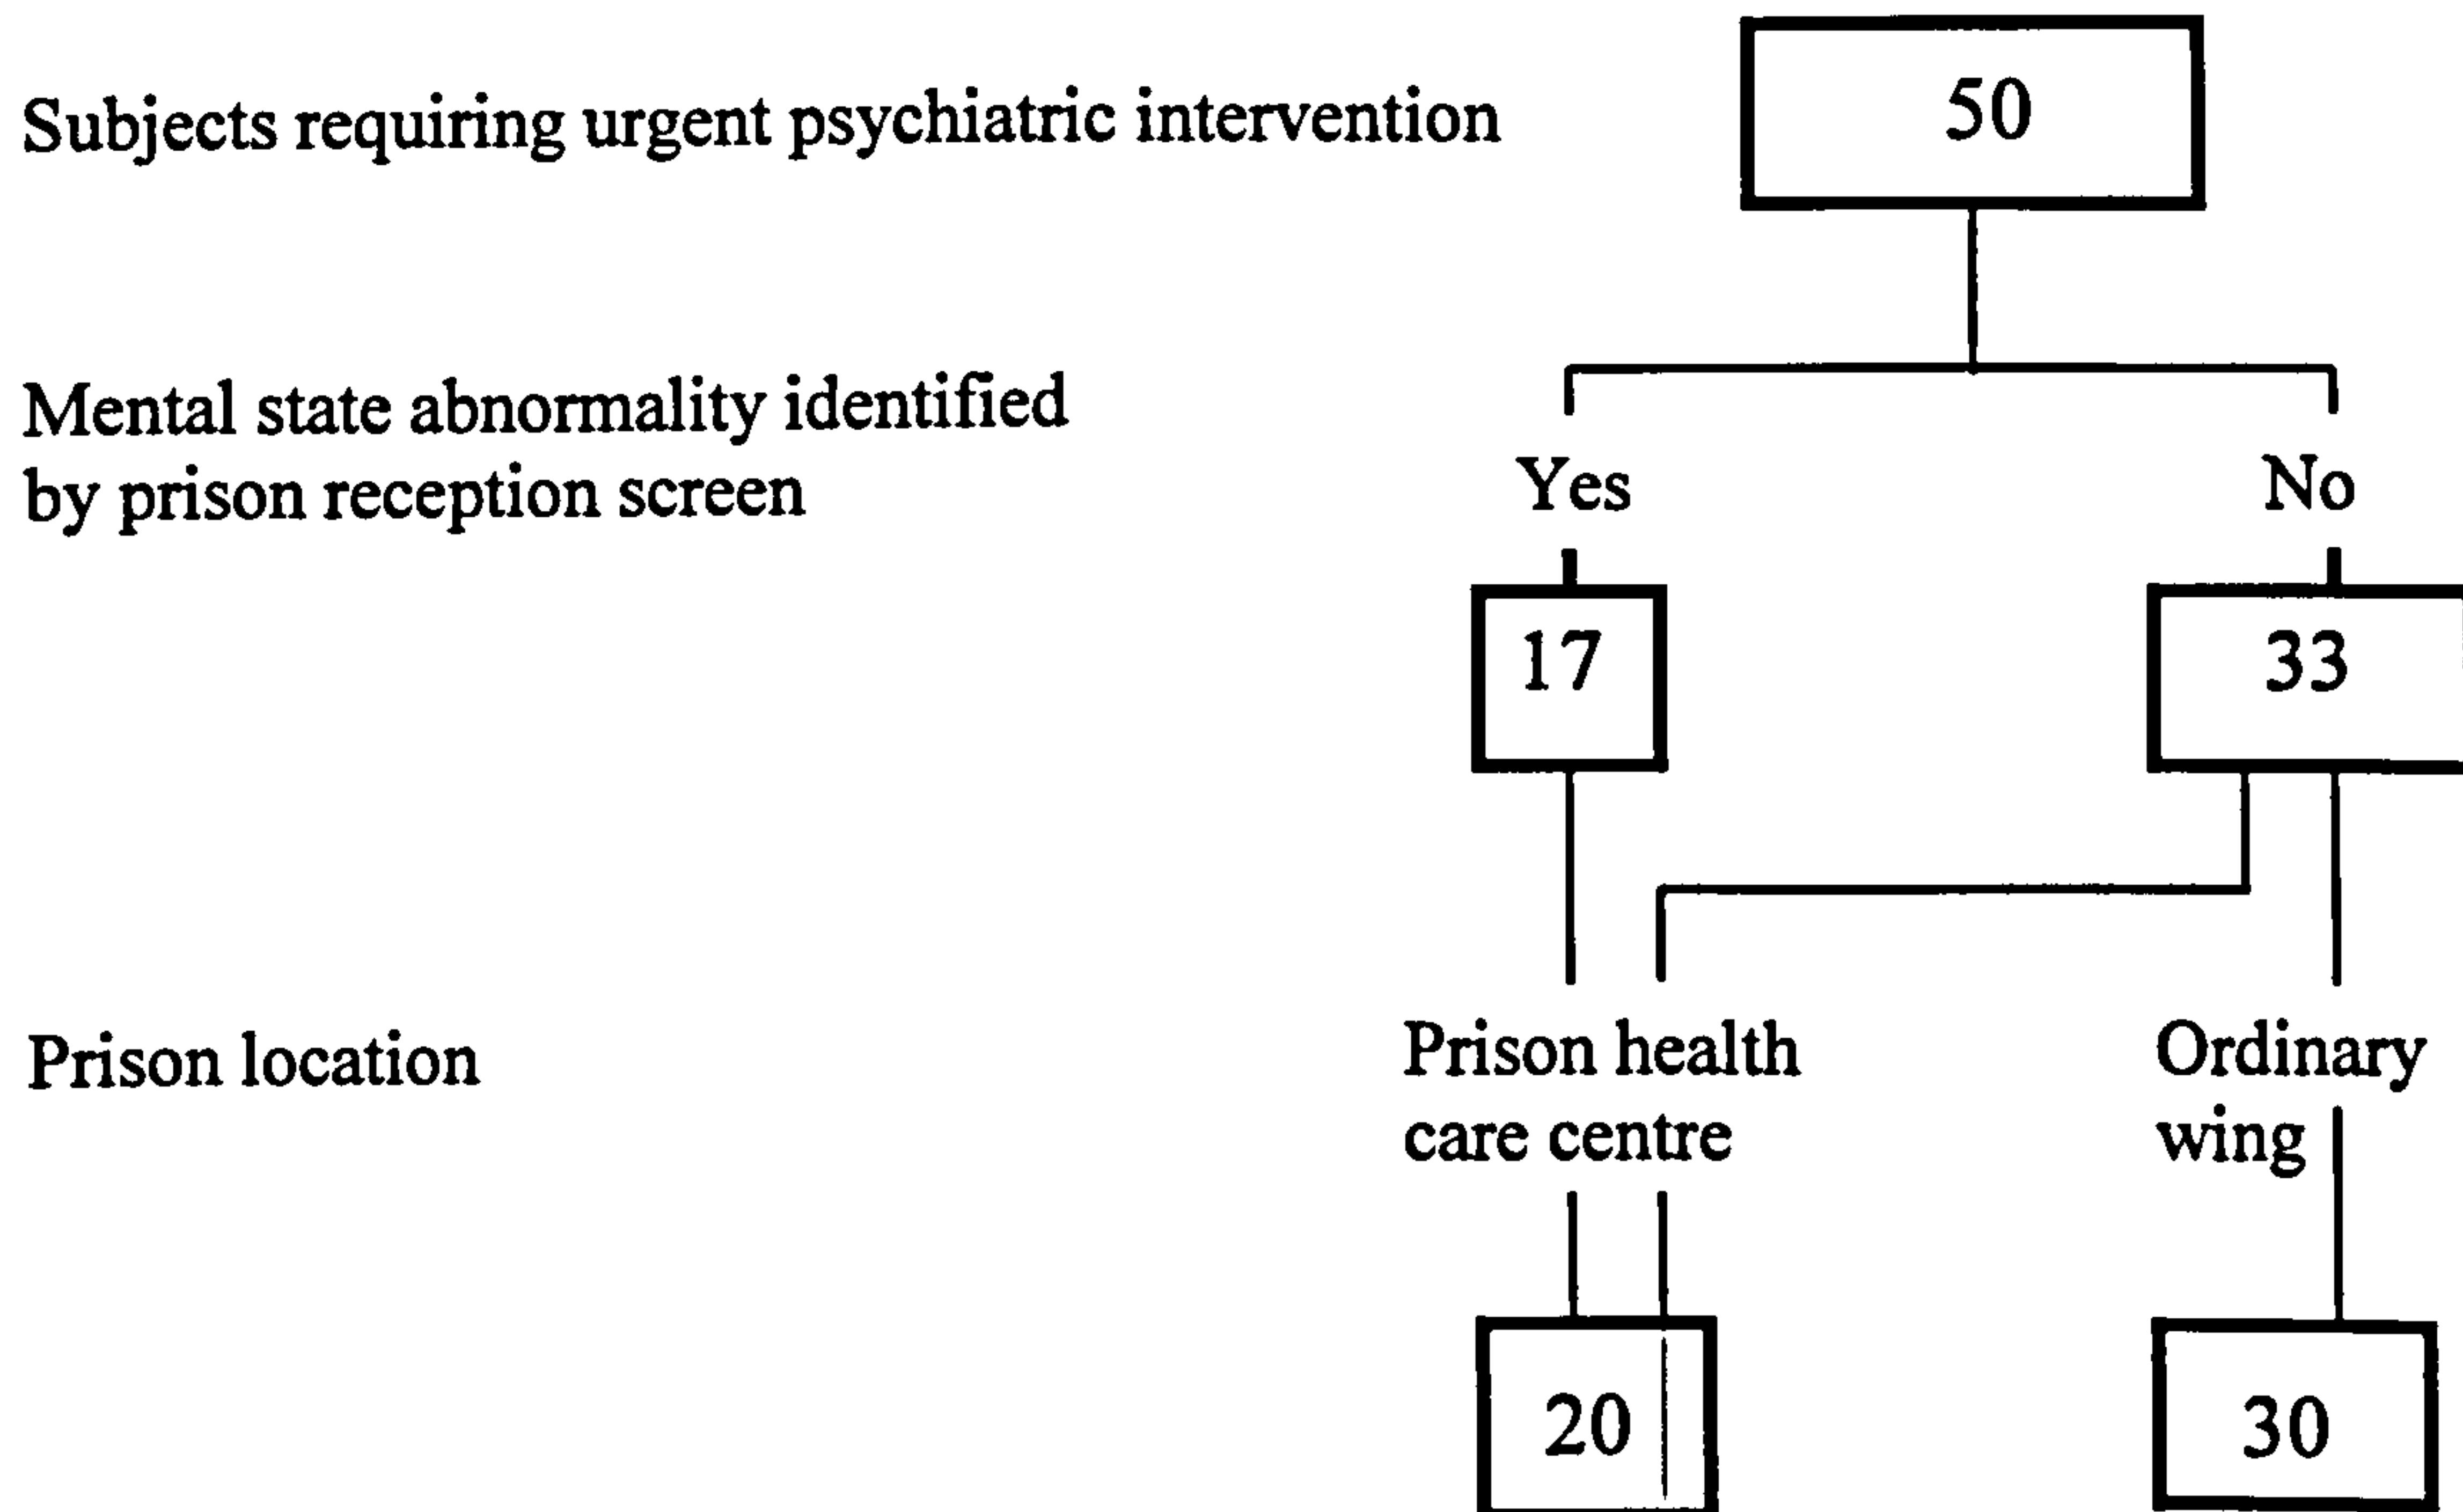 50
Subjects requiring urgent psychiatric intervention
Mental state abnormality identified
by prison reception screen
Yes
No
17
33
Prison location
Prison health
care centre
Ordinary
wing
20
30